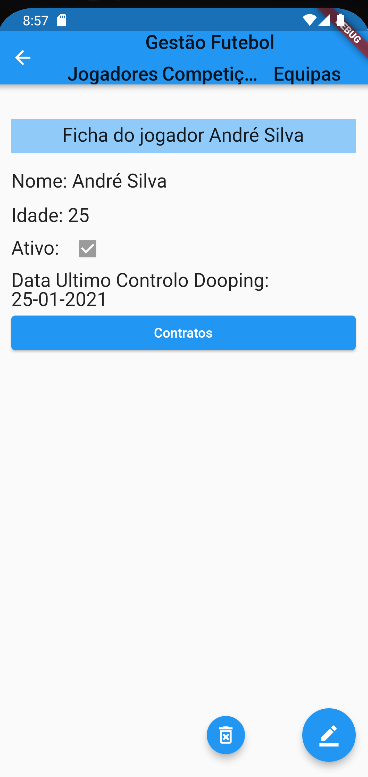 8:57
DEBUG
Gestão Futebol
Jogadores Competiç... Equipas
Ficha do jogador André Silva
Nome: André Silva
Idade: 25
Ativo:
Data Ultimo Controlo Dooping:
25-01-2021
Contratos